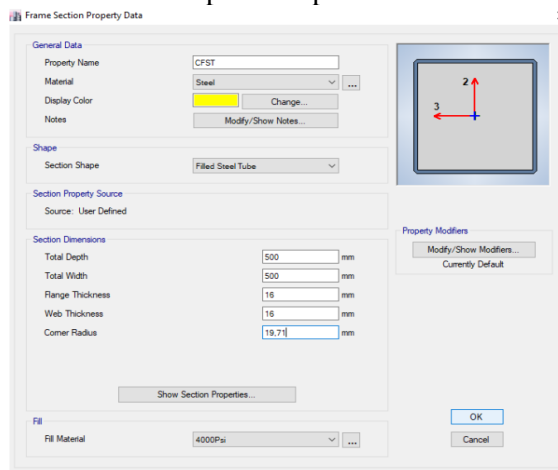 Frame Section Property Data
General Data
Property Name CFST
Material Steel ...
Display Color Change...
Notes Modify/Show Notes...
2
3
Shape
Section Shape Filled Steel Tube
Section Property Source
Source: User Defined
Property Modifiers
Modify/Show Modifiers...
Currently Default
Section Dimensions
Total Depth 500 mm
Total Width 500 mm
Flange Thickness 16 mm
Web Thickness 16 mm
Corner Radius 19,71 mm
Show Section Properties...
Fill
Fill Material 4000Psi ...
OK
Cancel